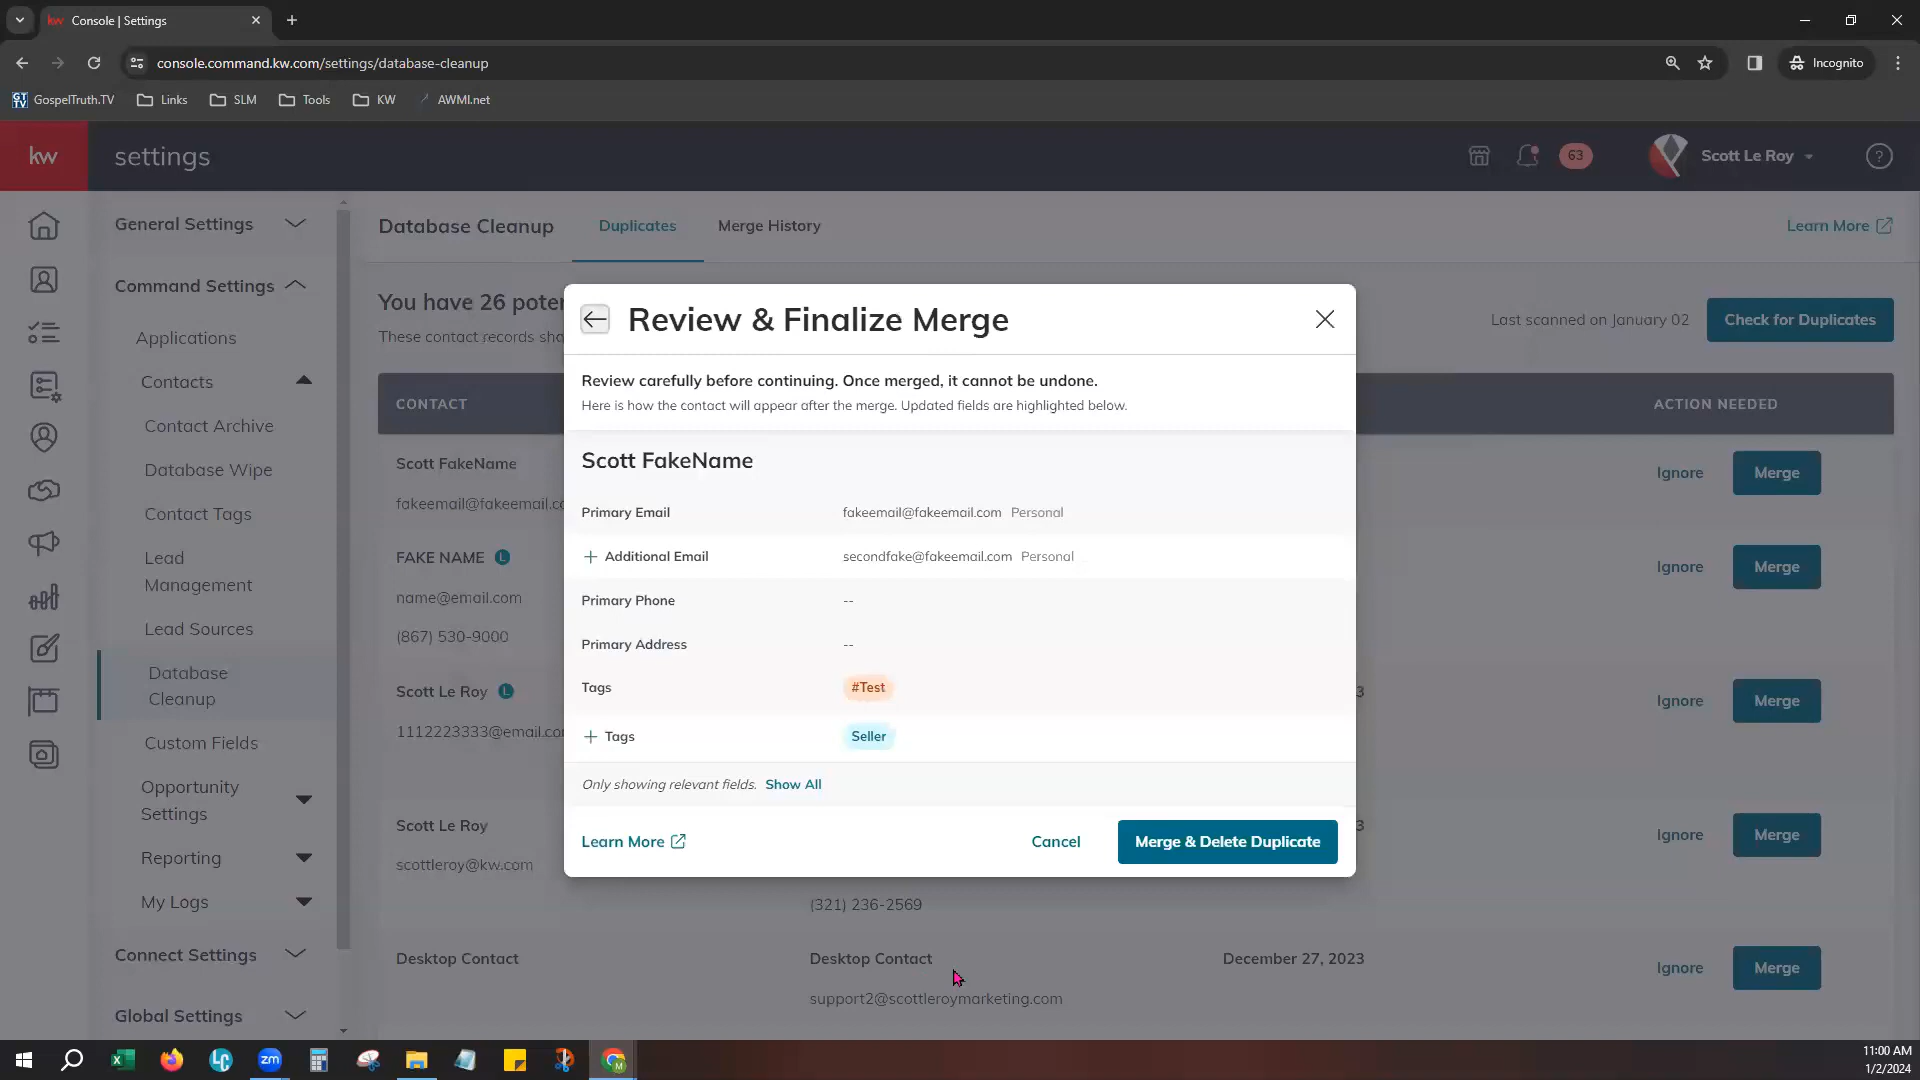 Console | Settings
console.command.kw.com/settings/database-cleanup
Incognito
GospelTruth.TV
Links
SLM
Tools
KW
AWMI.net
kw
settings
63
Scott Le Roy
General Settings
Command Settings
Applications
Contacts
Contact Archive
Database Wipe
Contact Tags
Lead
Management
Lead Sources
Database
Cleanup
Custom Fields
Opportunity
Settings
Reporting
My Logs
Connect Settings
Global Settings
Database Cleanup
Duplicates
Merge History
Learn More
You have 26 poten
These contact records sha
Last scanned on January 02
Check for Duplicates
CONTACT
ACTION NEEDED
Scott FakeName
fakeemail@fakeemail.co
Ignore
Merge
FAKE NAME L
name@email.com
(867) 530-9000
Ignore
Merge
Scott Le Roy L
1112223333@email.com
3
Ignore
Merge
Scott Le Roy
scottleroy@kw.com
(321) 236-2569
3
Ignore
Merge
Desktop Contact
Desktop Contact
support2@scottleroymarketing.com
December 27, 2023
Ignore
Merge
Review & Finalize Merge
Review carefully before continuing. Once merged, it cannot be undone.
Here is how the contact will appear after the merge. Updated fields are highlighted below.
Scott FakeName
Primary Email fakeemail@fakeemail.com Personal
+ Additional Email secondfake@fakeemail.com Personal
Primary Phone --
Primary Address --
Tags #Test
+ Tags Seller
Only showing relevant fields. Show All
Learn More
Cancel
Merge & Delete Duplicate
11:00 AM
1/2/2024